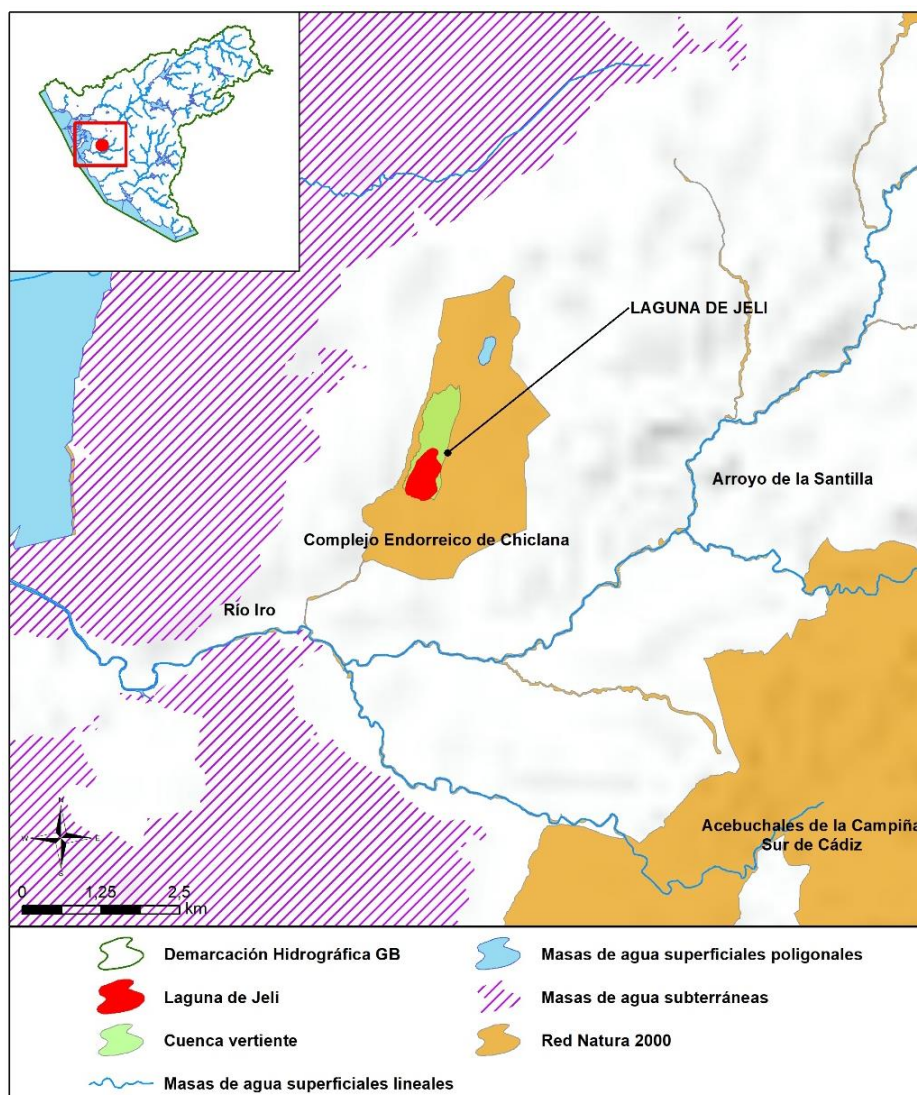 LAGUNA DE JELI
Arroyo de la Santilla
Complejo Endorreico de Chiclana
Río Iro
Acebuchales de la Campiña
Sur de Cádiz
N
W E
S
0 1,25 2,5
km
Demarcación Hidrográfica GB
Masas de agua superficiales poligonales
Laguna de Jeli
Masas de agua subterráneas
Cuenca vertiente
Red Natura 2000
Masas de agua superficiales lineales